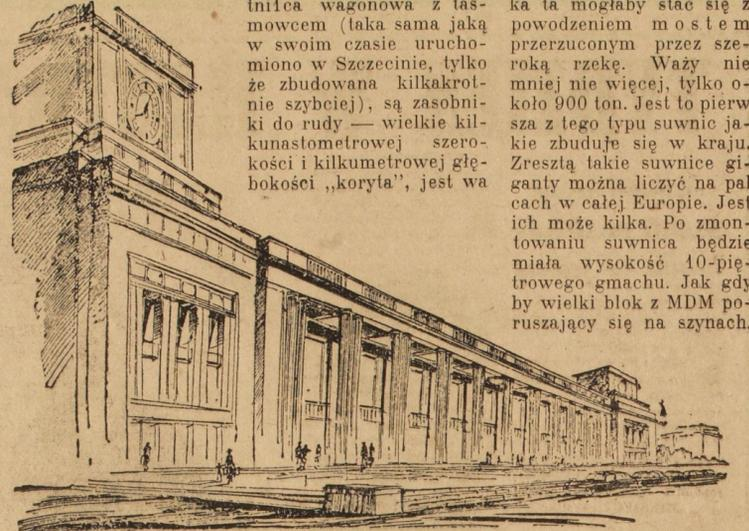 tnica wagonowa z taś-
mowcem (taka sama jaką
w swoim czasie urucho-
miono w Szczecinie, tylko
że zbudowana kilkakrot-
nie szybciej), są zasobni-
ki do rudy — wielkie kil-
kunastometrowej szero-
kości i kilkumetrowej głę-
bokości „koryta”, jest wa
ka ta mogłaby stać się z
powodzeniem mostem
przerzuconym przez sze-
roką rzekę. Waży nie
mniej nie więcej, tylko o-
koło 900 ton. Jest to pierw
sza z tego typu suwnic ja-
kie zbuduje się w kraju.
Zresztą takie suwnice gi-
ganty można liczyć na pal
cach w całej Europie. Jest
ich może kilka. Po zmon-
towaniu suwnica będzie
miała wysokość 10-pię-
trowego gmachu. Jak gdy
by wielki blok z MDM po-
ruszający się na szynach.